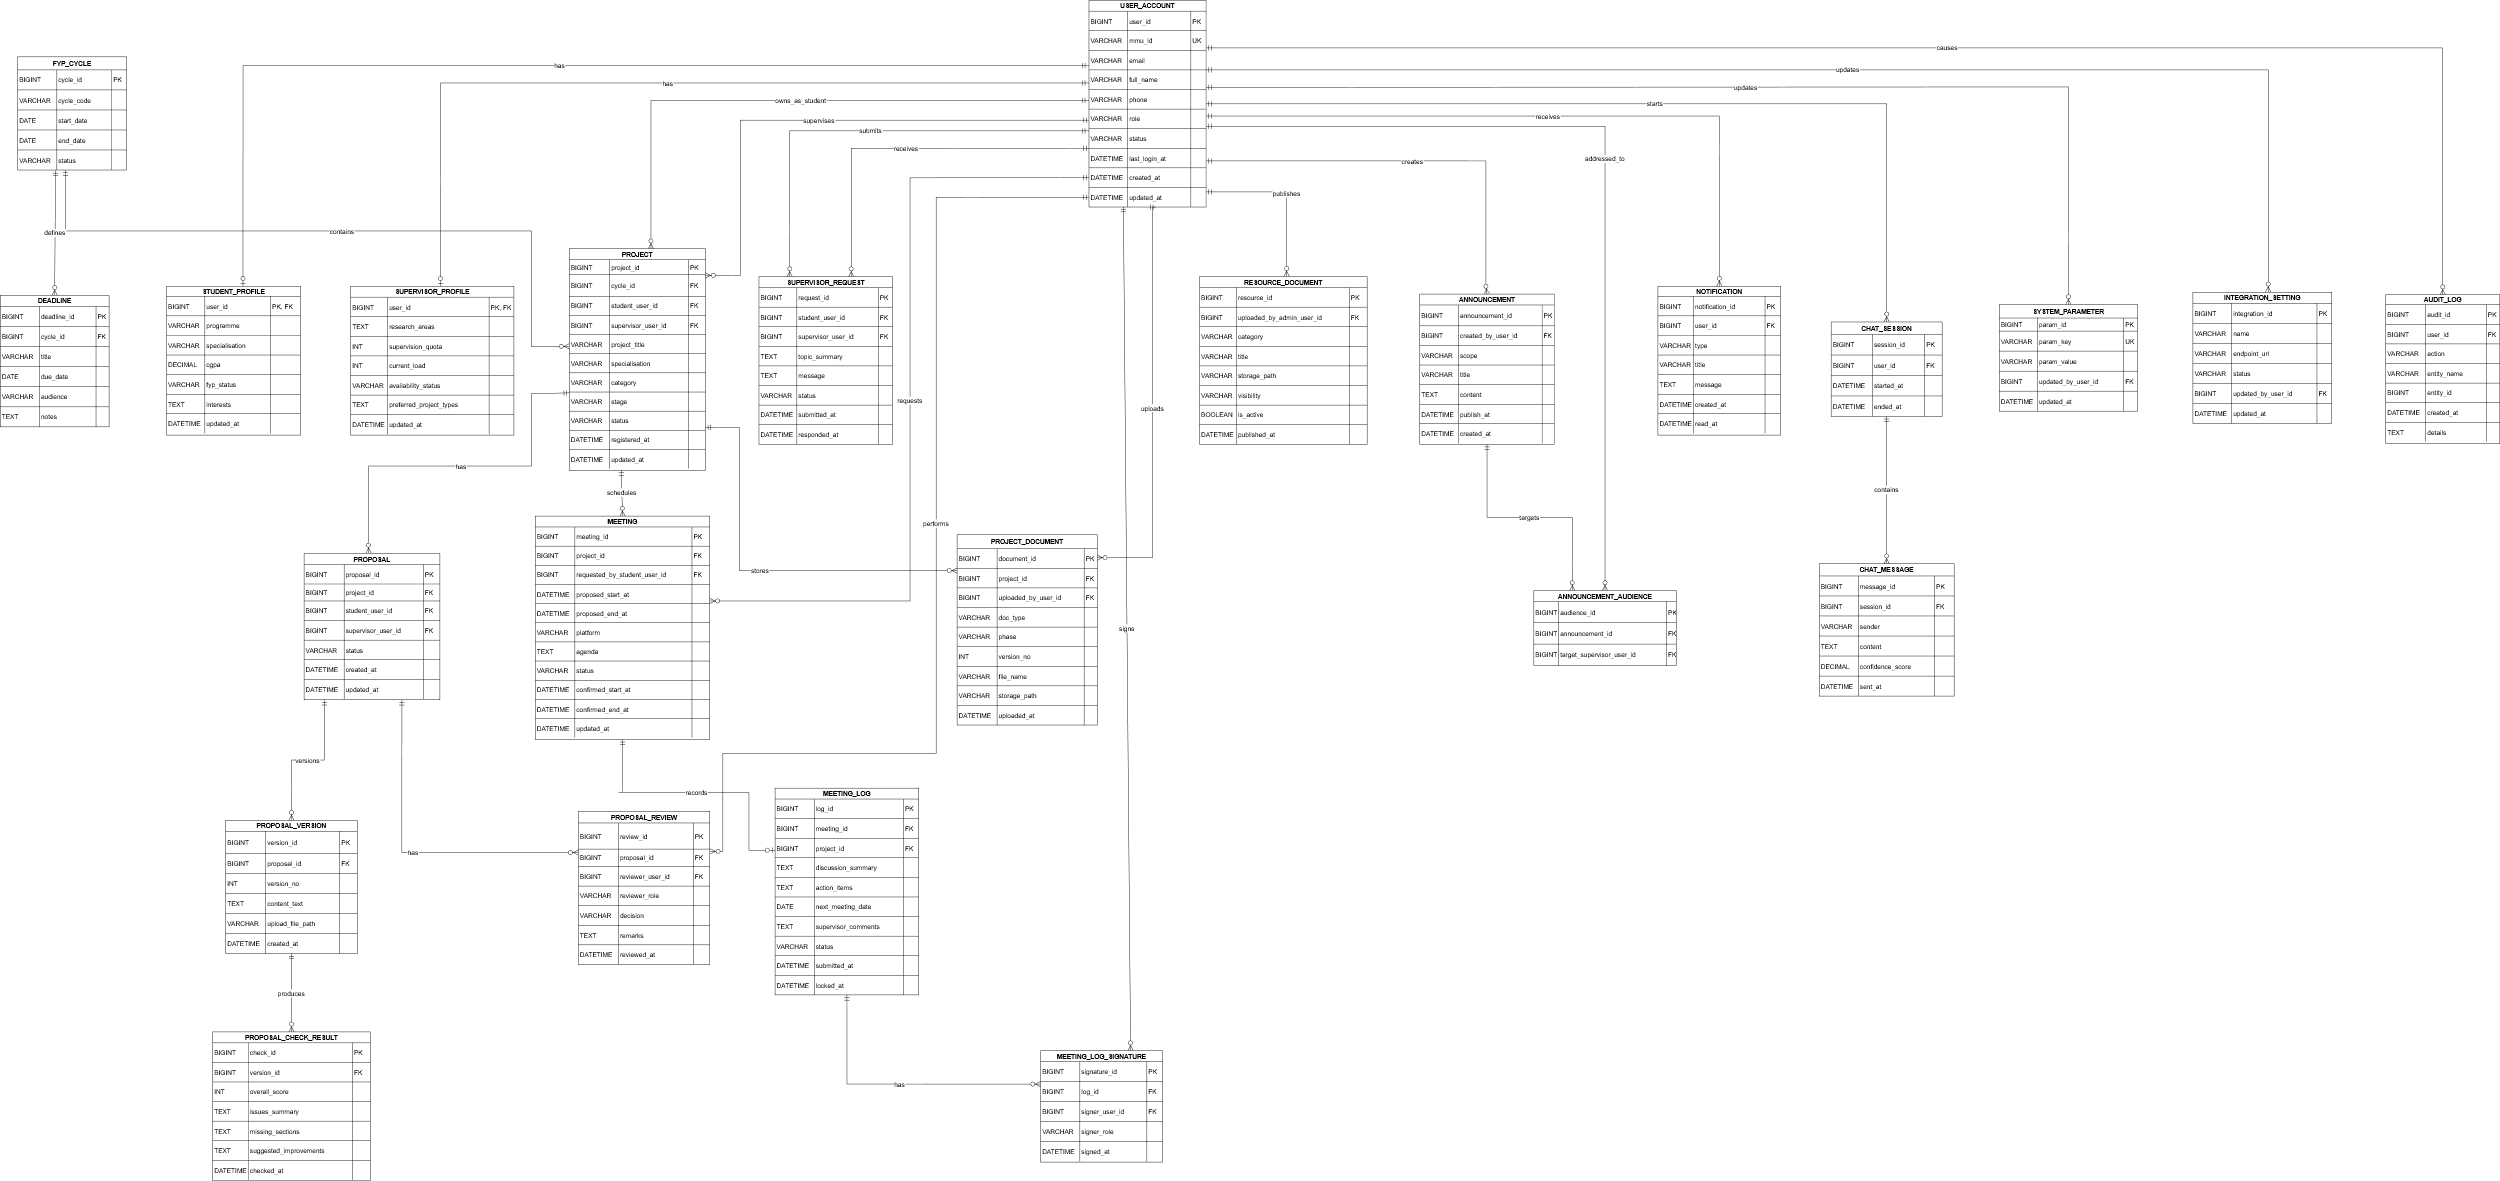 USER_ACCOUNT
BIGINT user_id PK
VARCHAR mmu_id UK
VARCHAR email
VARCHAR full_name
VARCHAR phone
VARCHAR role
VARCHAR status
DATETIME last_login_at
DATETIME created_at
DATETIME updated_at
FYP_CYCLE
BIGINT cycle_id PK
VARCHAR cycle_code
DATE start_date
DATE end_date
VARCHAR status
has
has
owns_as_student
supervises
submits
receives
requests
performs
causes
updates
updates
starts
receives
addressed_to
creates
publishes
uploads
signs
defines
contains
DEADLINE
BIGINT deadline_id PK
BIGINT cycle_id FK
VARCHAR title
DATE due_date
VARCHAR audience
TEXT notes
STUDENT_PROFILE
BIGINT user_id PK, FK
VARCHAR programme
VARCHAR specialisation
DECIMAL cgpa
VARCHAR fyp_status
TEXT interests
DATETIME updated_at
SUPERVISOR_PROFILE
BIGINT user_id PK, FK
TEXT research_areas
INT supervision_quota
INT current_load
VARCHAR availability_status
TEXT preferred_project_types
DATETIME updated_at
PROJECT
BIGINT project_id PK
BIGINT cycle_id FK
BIGINT student_user_id FK
BIGINT supervisor_user_id FK
VARCHAR project_title
VARCHAR specialisation
VARCHAR category
VARCHAR stage
VARCHAR status
DATETIME registered_at
DATETIME updated_at
SUPERVISOR_REQUEST
BIGINT request_id PK
BIGINT student_user_id FK
BIGINT supervisor_user_id FK
TEXT topic_summary
TEXT message
VARCHAR status
DATETIME submitted_at
DATETIME responded_at
RESOURCE_DOCUMENT
BIGINT resource_id PK
BIGINT uploaded_by_admin_user_id FK
VARCHAR category
VARCHAR title
VARCHAR storage_path
VARCHAR visibility
BOOLEAN is_active
DATETIME published_at
ANNOUNCEMENT
BIGINT announcement_id PK
BIGINT created_by_user_id FK
VARCHAR scope
VARCHAR title
TEXT content
DATETIME publish_at
DATETIME created_at
NOTIFICATION
BIGINT notification_id PK
BIGINT user_id FK
VARCHAR type
VARCHAR title
TEXT message
DATETIME created_at
DATETIME read_at
CHAT_SESSION
BIGINT session_id PK
BIGINT user_id FK
DATETIME started_at
DATETIME ended_at
SYSTEM_PARAMETER
BIGINT param_id PK
VARCHAR param_key UK
VARCHAR param_value
BIGINT updated_by_user_id FK
DATETIME updated_at
INTEGRATION_SETTING
BIGINT integration_id PK
VARCHAR name
VARCHAR endpoint_url
VARCHAR status
BIGINT updated_by_user_id FK
DATETIME updated_at
AUDIT_LOG
BIGINT audit_id PK
BIGINT user_id FK
VARCHAR action
VARCHAR entity_name
BIGINT entity_id
DATETIME created_at
TEXT details
has
schedules
stores
targets
contains
PROPOSAL
BIGINT proposal_id PK
BIGINT project_id FK
BIGINT student_user_id FK
BIGINT supervisor_user_id FK
VARCHAR status
DATETIME created_at
DATETIME updated_at
MEETING
BIGINT meeting_id PK
BIGINT project_id FK
BIGINT requested_by_student_user_id FK
DATETIME proposed_start_at
DATETIME proposed_end_at
VARCHAR platform
TEXT agenda
VARCHAR status
DATETIME confirmed_start_at
DATETIME confirmed_end_at
DATETIME updated_at
PROJECT_DOCUMENT
BIGINT document_id PK
BIGINT project_id FK
BIGINT uploaded_by_user_id FK
VARCHAR doc_type
VARCHAR phase
INT version_no
VARCHAR file_name
VARCHAR storage_path
DATETIME uploaded_at
ANNOUNCEMENT_AUDIENCE
BIGINT audience_id PK
BIGINT announcement_id FK
BIGINT target_supervisor_user_id FK
CHAT_MESSAGE
BIGINT message_id PK
BIGINT session_id FK
VARCHAR sender
TEXT content
DECIMAL confidence_score
DATETIME sent_at
versions
has
records
PROPOSAL_VERSION
BIGINT version_id PK
BIGINT proposal_id FK
INT version_no
TEXT content_text
VARCHAR upload_file_path
DATETIME created_at
PROPOSAL_REVIEW
BIGINT review_id PK
BIGINT proposal_id FK
BIGINT reviewer_user_id FK
VARCHAR reviewer_role
VARCHAR decision
TEXT remarks
DATETIME reviewed_at
MEETING_LOG
BIGINT log_id PK
BIGINT meeting_id FK
BIGINT project_id FK
TEXT discussion_summary
TEXT action_items
DATE next_meeting_date
TEXT supervisor_comments
VARCHAR status
DATETIME submitted_at
DATETIME locked_at
produces
has
PROPOSAL_CHECK_RESULT
BIGINT check_id PK
BIGINT version_id FK
INT overall_score
TEXT issues_summary
TEXT missing_sections
TEXT suggested_improvements
DATETIME checked_at
MEETING_LOG_SIGNATURE
BIGINT signature_id PK
BIGINT log_id FK
BIGINT signer_user_id FK
VARCHAR signer_role
DATETIME signed_at